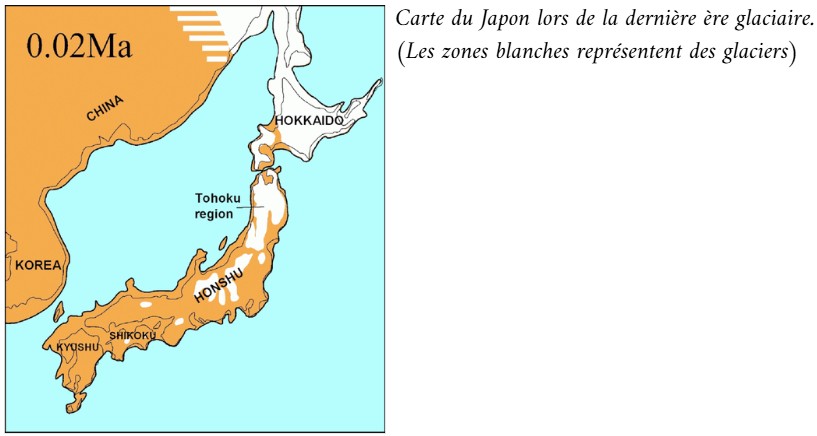 0.02Ma
Carte du Japon lors de la dernière ère glaciaire.
(Les zones blanches représentent des glaciers)
CHINA
HOKKAIDO
Tohoku
region
KOREA
HONSHU
SHIKOKU
KYUSHU